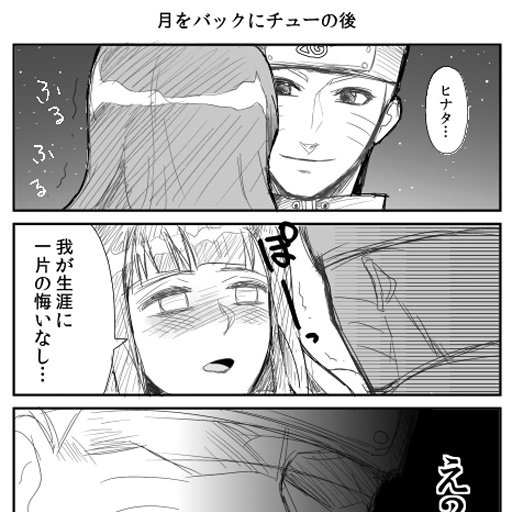 月をバックにチューの後
ヒナタ…
ふる
ふる
ぽーっ
我が生涯に
一片の悔いなし…